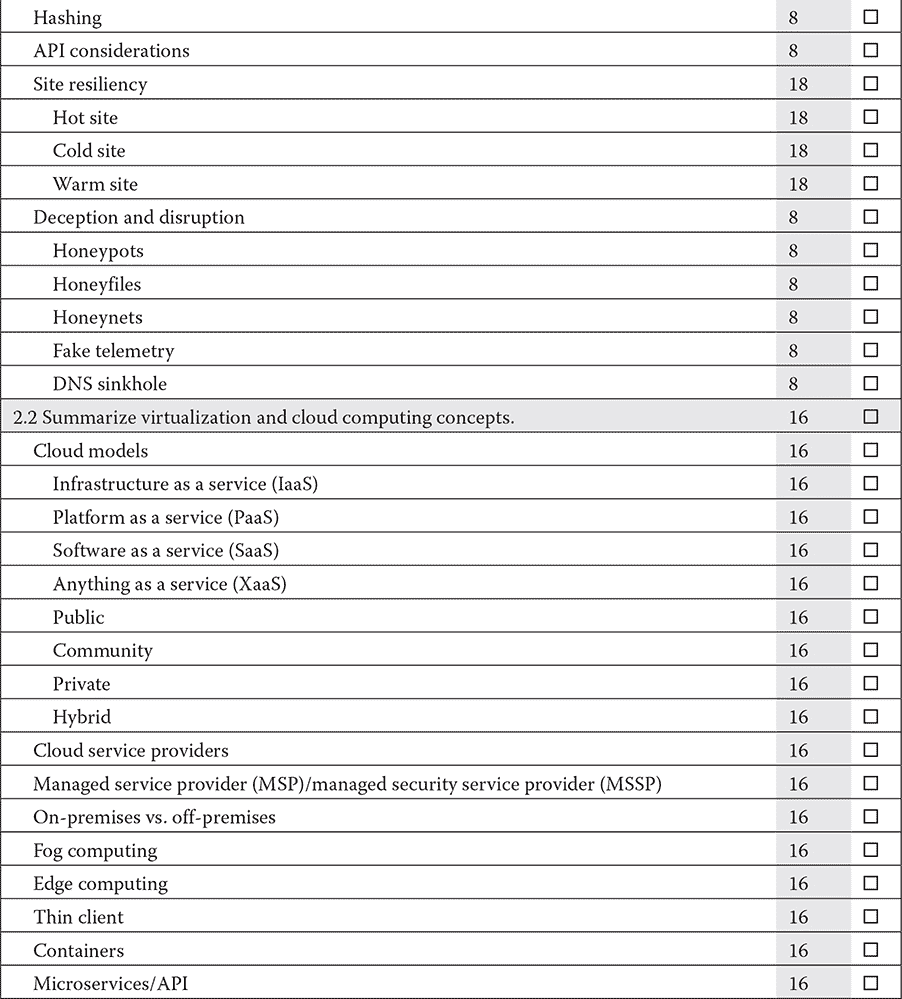 Hashing 8 ☐
API considerations 8 ☐
Site resiliency 18 ☐
Hot site 18 ☐
Cold site 18 ☐
Warm site 18 ☐
Deception and disruption 8 ☐
Honeypots 8 ☐
Honeyfiles 8 ☐
Honeynets 8 ☐
Fake telemetry 8 ☐
DNS sinkhole 8 ☐
2.2 Summarize virtualization and cloud computing concepts. 16 ☐
Cloud models 16 ☐
Infrastructure as a service (IaaS) 16 ☐
Platform as a service (PaaS) 16 ☐
Software as a service (SaaS) 16 ☐
Anything as a service (XaaS) 16 ☐
Public 16 ☐
Community 16 ☐
Private 16 ☐
Hybrid 16 ☐
Cloud service providers 16 ☐
Managed service provider (MSP)/managed security service provider (MSSP) 16 ☐
On-premises vs. off-premises 16 ☐
Fog computing 16 ☐
Edge computing 16 ☐
Thin client 16 ☐
Containers 16 ☐
Microservices/API 16 ☐